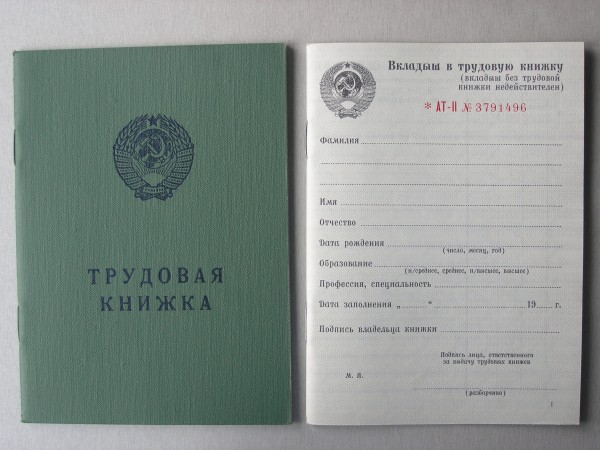 ТРУДОВАЯ
КНИЖКА
Вкладыш в трудовую книжку
(вкладыш без трудовой
книжки недействителен)
* АТ-II № 3791496
Фамилия
Имя
Отчество
Дата рождения
(число, месяц, год)
Образование
(н/среднее, среднее, н/высшее, высшее)
Профессия, специальность
Дата заполнения „ “ 19 г.
Подпись владельца книжки
Подпись лица, ответственного
за выдачу трудовых книжек
М. П.
(разборчиво)
1